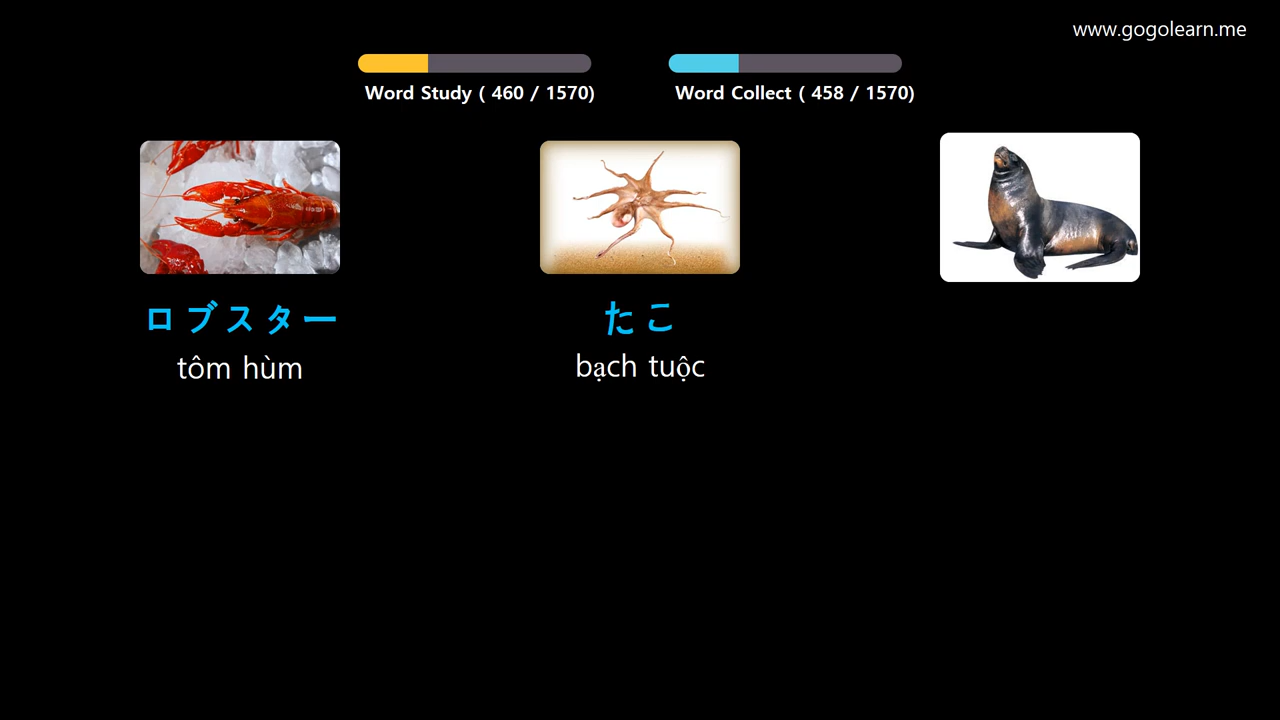 www.gogolearn.me
Word Study ( 460 / 1570)
Word Collect ( 458 / 1570)
ロブスター
たこ
tôm hùm
bạch tuộc